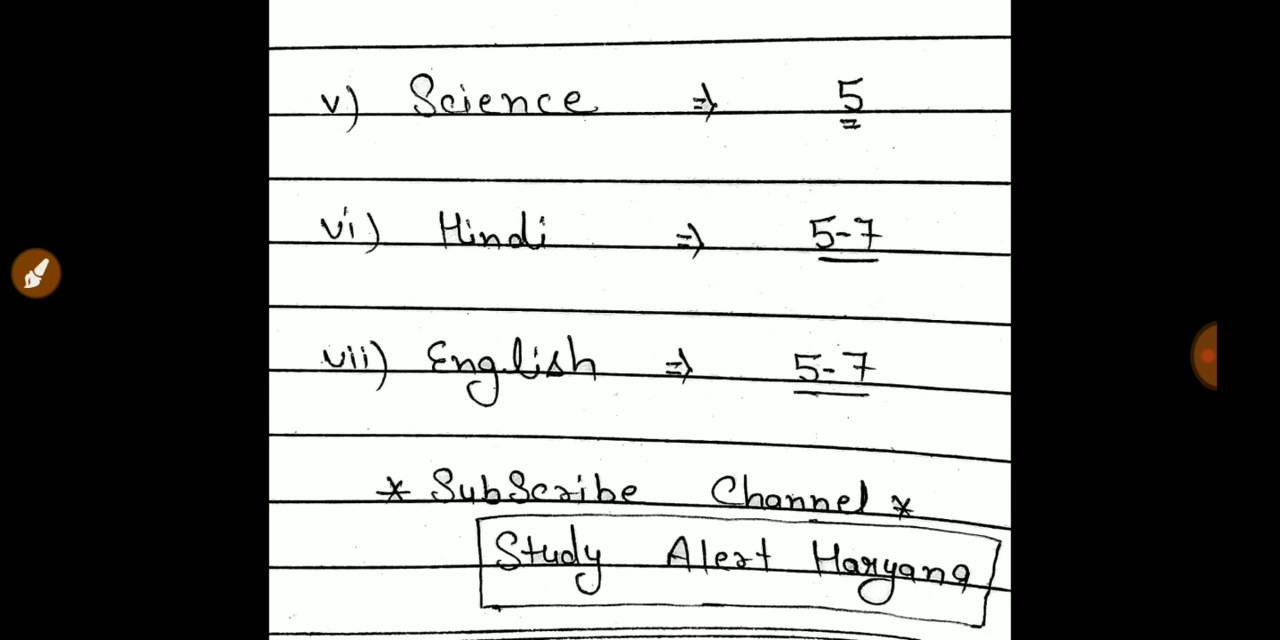 v) Science ⇒ 5
vi) Hindi ⇒ 5-7
vii) English ⇒ 5-7
* SubScribe Channel *
Study Alert Haryana